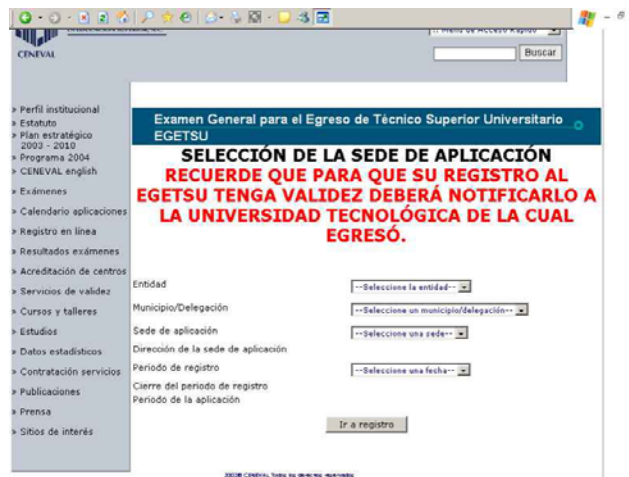 CENEVAL
Buscar
» Perfil institucional
» Estatuto
» Plan estratégico
2003 - 2010
» Programa 2004
» CENEVAL english
» Exámenes
» Calendario aplicaciones
» Registro en línea
» Resultados exámenes
» Acreditación de centros
» Servicios de validez
» Cursos y talleres
» Estudios
» Datos estadísticos
» Contratación servicios
» Publicaciones
» Prensa
» Sitios de interés
Examen General para el Egreso de Técnico Superior Universitario
EGETSU
SELECCIÓN DE LA SEDE DE APLICACIÓN
RECUERDE QUE PARA QUE SU REGISTRO AL
EGETSU TENGA VALIDEZ DEBERÁ NOTIFICARLO A
LA UNIVERSIDAD TECNOLÓGICA DE LA CUAL
EGRESÓ.
Entidad
--Seleccione la entidad--
Municipio/Delegación
--Seleccione un municipio/delegación--
Sede de aplicación
--Seleccione una sede--
Dirección de la sede de aplicación
Periodo de registro
--Seleccione una fecha--
Cierre del periodo de registro
Periodo de la aplicación
Ir a registro
CENEVAL Todos los derechos reservados